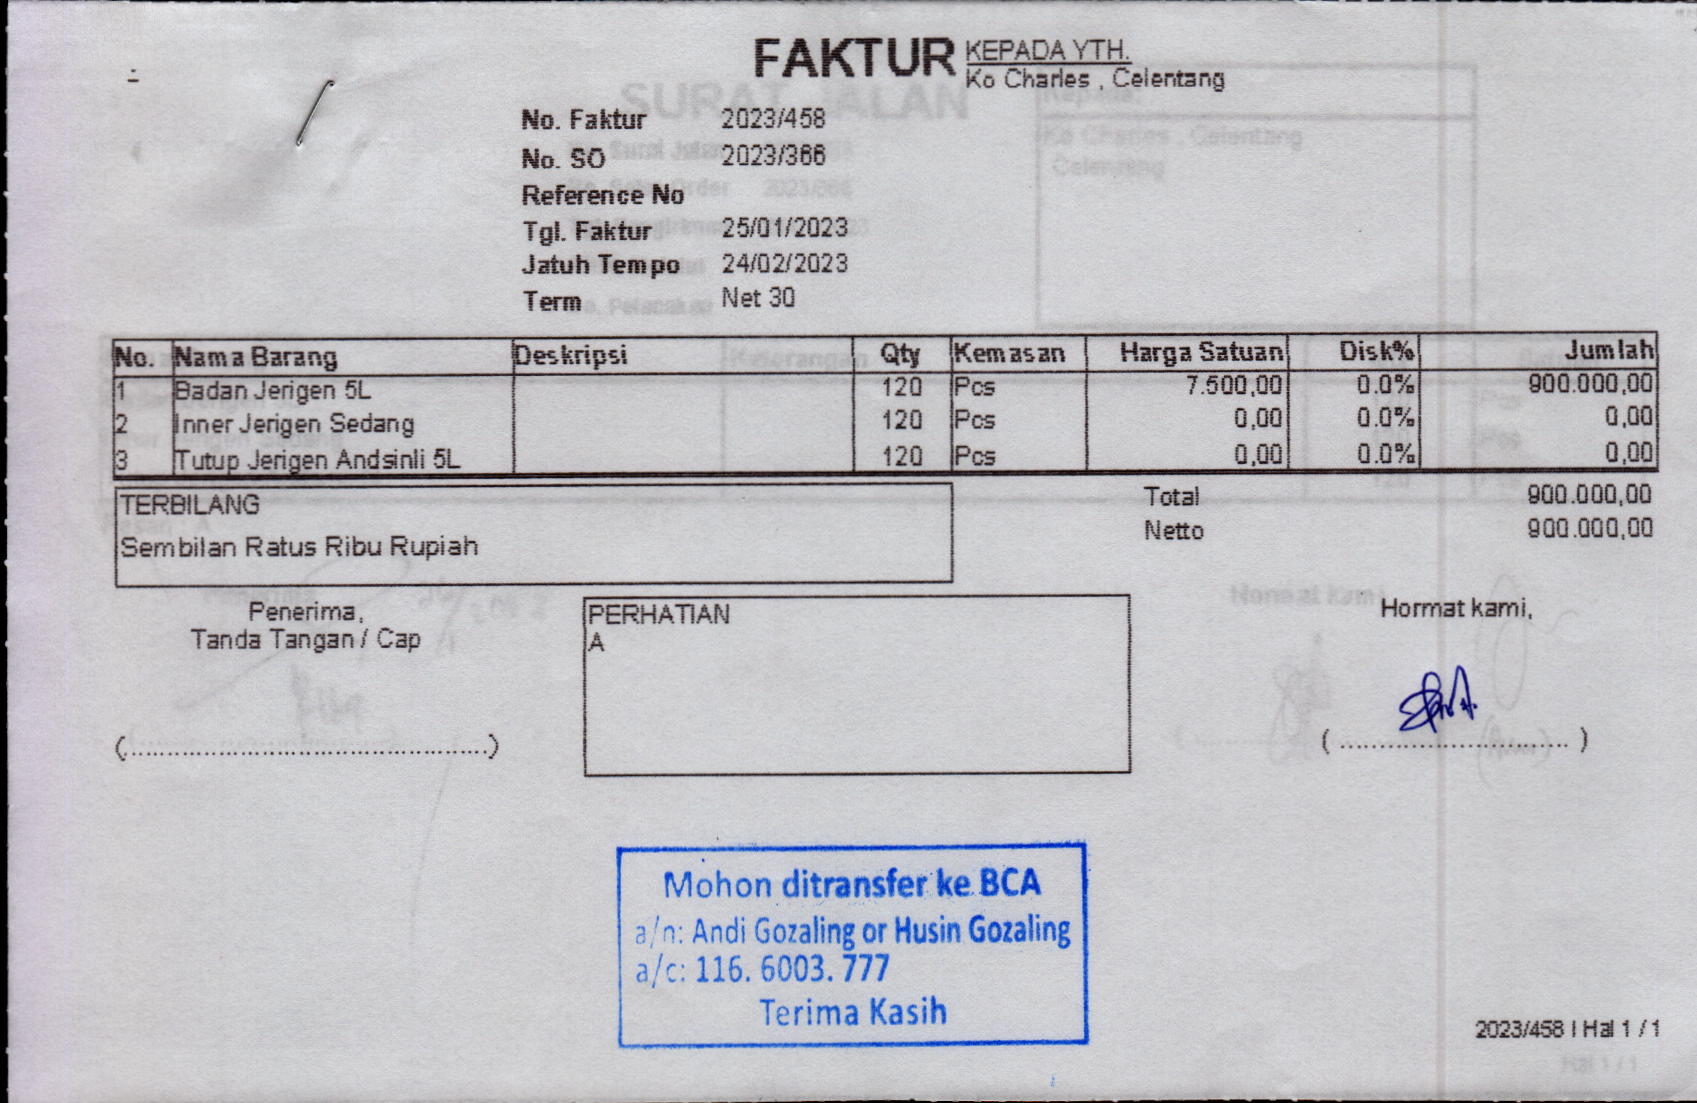 FAKTUR
KEPADA YTH.
Ko Charles , Celentang
No. Faktur 2023/458
No. SO 2023/366
Reference No
Tgl. Faktur 25/01/2023
Jatuh Tempo 24/02/2023
Term Net 30
No. Nama Barang Deskripsi Qty Kemasan Harga Satuan Disk% Jumlah
1 Badan Jerigen 5L 120 Pcs 7.500,00 0.0% 900.000,00
2 Inner Jerigen Sedang 120 Pcs 0,00 0.0% 0,00
3 Tutup Jerigen Andsinli 5L 120 Pcs 0,00 0.0% 0,00
TERBILANG
Sembilan Ratus Ribu Rupiah
Total 900.000,00
Netto 900.000,00
Penerima,
Tanda Tangan / Cap
(................................................)
PERHATIAN
A
Hormat kami,
( ............................. )
Mohon ditransfer ke BCA
a/n: Andi Gozaling or Husin Gozaling
a/c: 116. 6003. 777
Terima Kasih
2023/458 | Hal 1 / 1